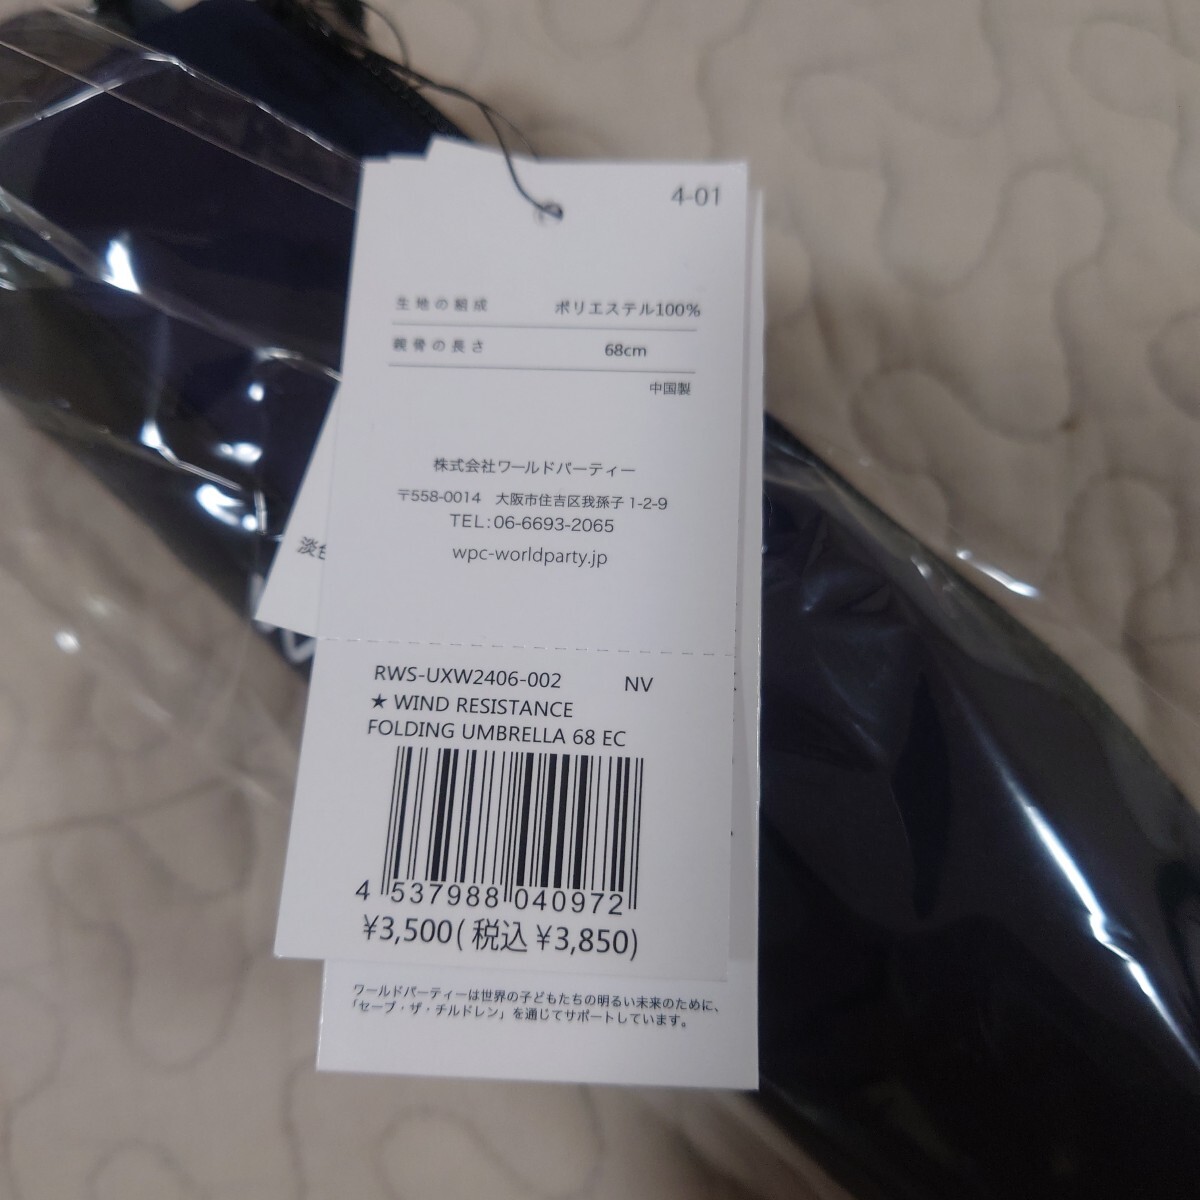 4-01
生地の組成 ポリエステル100%
親骨の長さ 68cm
中国製
株式会社ワールドパーティー
〒558-0014 大阪市住吉区我孫子 1-2-9
TEL:06-6693-2065
wpc-worldparty.jp
淡色
RWS-UXW2406-002 NV
★ WIND RESISTANCE
FOLDING UMBRELLA 68 EC
4 537988 040972
¥3,500(税込 ¥3,850)
ワールドパーティーは世界の子どもたちの明るい未来のために、
「セーブ・ザ・チルドレン」を通じてサポートしています。